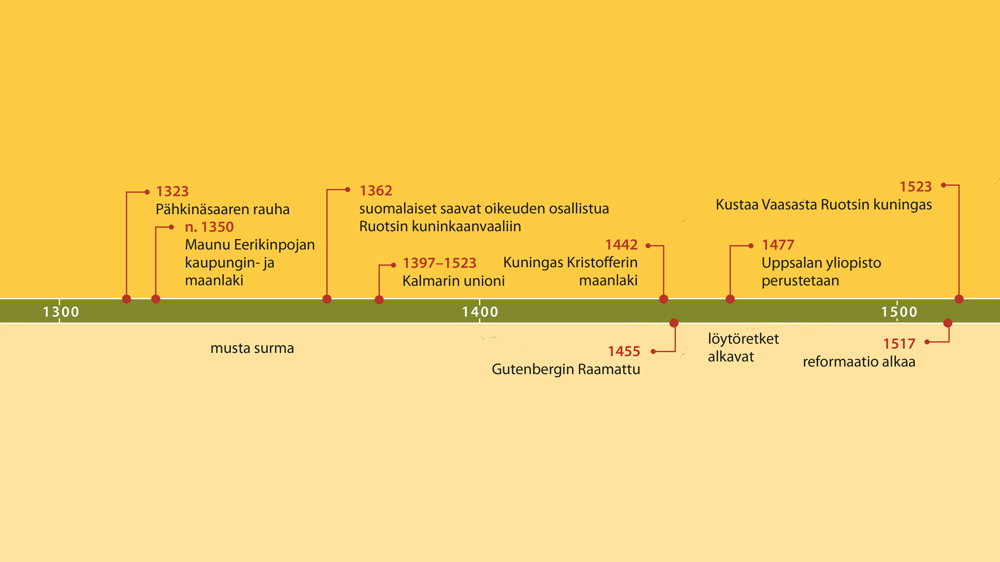 1323
Pähkinäsaaren rauha
n. 1350
Maunu Eerikinpojan
kaupungin- ja
maanlaki
1362
suomalaiset saavat oikeuden osallistua
Ruotsin kuninkaanvaaliin
1397–1523
Kalmarin unioni
1442
Kuningas Kristofferin
maanlaki
1477
Uppsalan yliopisto
perustetaan
1523
Kustaa Vaasasta Ruotsin kuningas
1300
1400
1500
musta surma
1455
Gutenbergin Raamattu
löytöretket
alkavat
1517
reformaatio alkaa